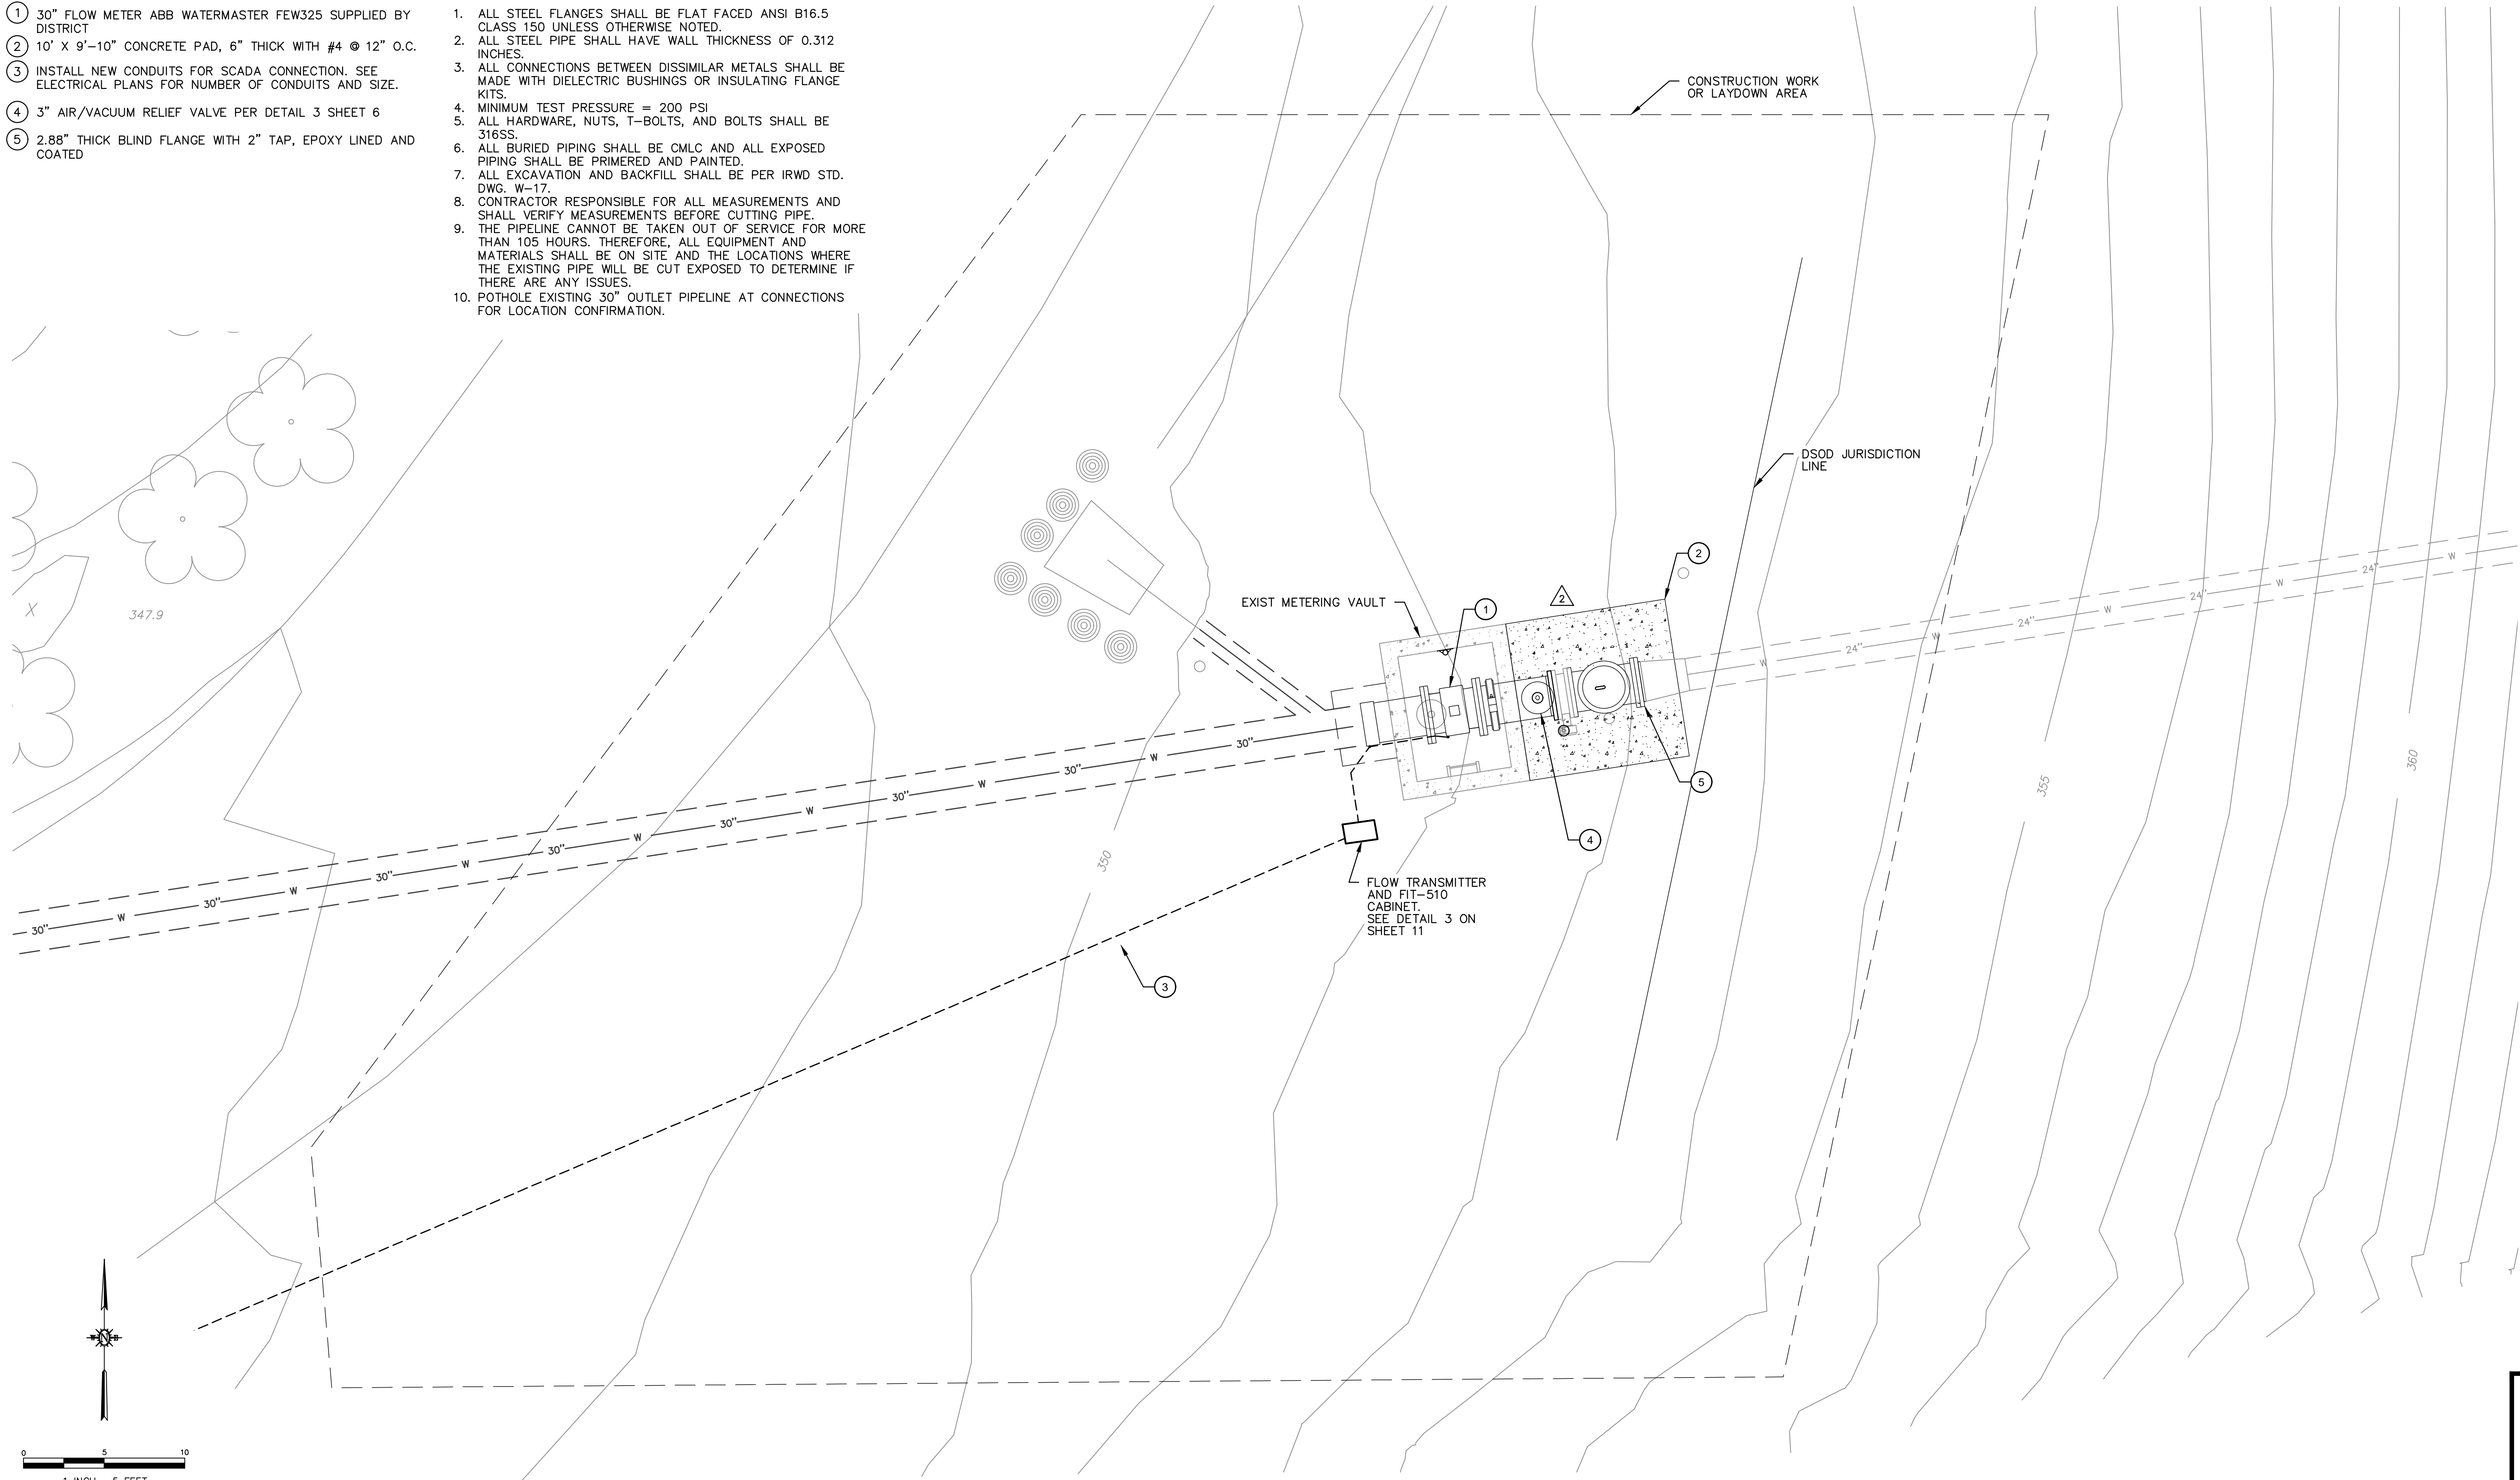 1 30" FLOW METER ABB WATERMASTER FEW325 SUPPLIED BY
DISTRICT
2 10' X 9'-10" CONCRETE PAD, 6" THICK WITH #4 @ 12" O.C.
3 INSTALL NEW CONDUITS FOR SCADA CONNECTION. SEE
ELECTRICAL PLANS FOR NUMBER OF CONDUITS AND SIZE.
4 3" AIR/VACUUM RELIEF VALVE PER DETAIL 3 SHEET 6
5 2.88" THICK BLIND FLANGE WITH 2" TAP, EPOXY LINED AND
COATED
1. ALL STEEL FLANGES SHALL BE FLAT FACED ANSI B16.5
CLASS 150 UNLESS OTHERWISE NOTED.
2. ALL STEEL PIPE SHALL HAVE WALL THICKNESS OF 0.312
INCHES.
3. ALL CONNECTIONS BETWEEN DISSIMILAR METALS SHALL BE
MADE WITH DIELECTRIC BUSHINGS OR INSULATING FLANGE
KITS.
4. MINIMUM TEST PRESSURE = 200 PSI
5. ALL HARDWARE, NUTS, T-BOLTS, AND BOLTS SHALL BE
316SS.
6. ALL BURIED PIPING SHALL BE CMLC AND ALL EXPOSED
PIPING SHALL BE PRIMERED AND PAINTED.
7. ALL EXCAVATION AND BACKFILL SHALL BE PER IRWD STD.
DWG. W-17.
8. CONTRACTOR RESPONSIBLE FOR ALL MEASUREMENTS AND
SHALL VERIFY MEASUREMENTS BEFORE CUTTING PIPE.
9. THE PIPELINE CANNOT BE TAKEN OUT OF SERVICE FOR MORE
THAN 105 HOURS. THEREFORE, ALL EQUIPMENT AND
MATERIALS SHALL BE ON SITE AND THE LOCATIONS WHERE
THE EXISTING PIPE WILL BE CUT EXPOSED TO DETERMINE IF
THERE ARE ANY ISSUES.
10. POTHOLE EXISTING 30" OUTLET PIPELINE AT CONNECTIONS
FOR LOCATION CONFIRMATION.
CONSTRUCTION WORK
OR LAYDOWN AREA
DSOD JURISDICTION
LINE
2
2
EXIST METERING VAULT
1
X
347.9
W 24" W 24" W 24" W 24" W
5
4
360
355
350
30" W 30" W 30" W 30" W 30" W 30" W 30" W 30"
FLOW TRANSMITTER
AND FIT-510
CABINET.
SEE DETAIL 3 ON
SHEET 11
3
N
0 5 10